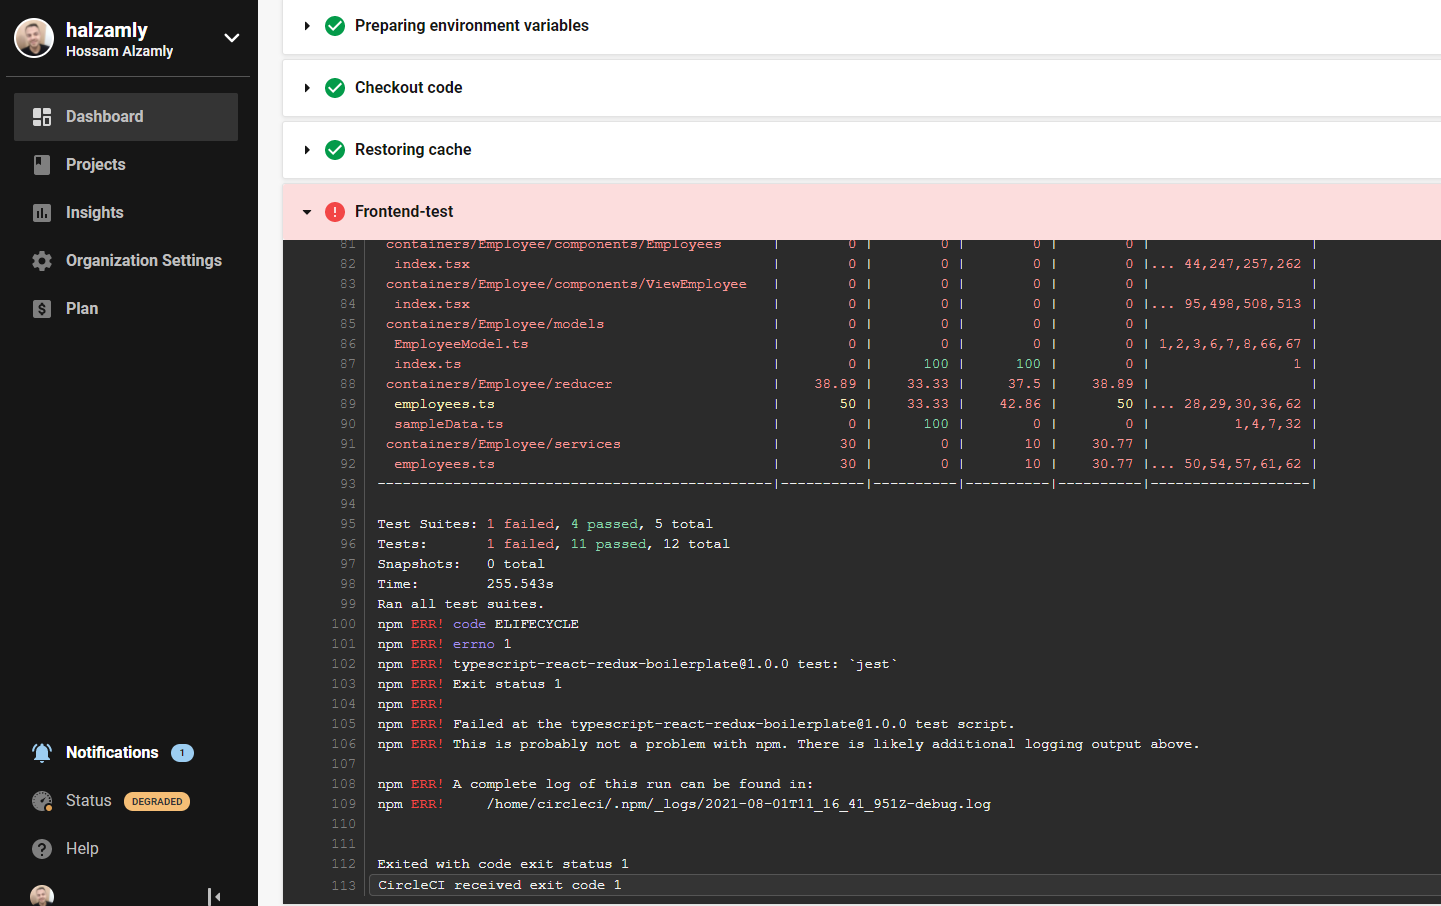 halzamly
Hossam Alzamly
Dashboard
Projects
Insights
Organization Settings
Plan
Notifications 1
Status DEGRADED
Help
Preparing environment variables
Checkout code
Restoring cache
Frontend-test
81 containers/Employee/components/Employees | 0 | 0 | 0 | 0 | |
82 index.tsx | 0 | 0 | 0 | 0 |... 44,247,257,262 |
83 containers/Employee/components/ViewEmployee | 0 | 0 | 0 | 0 | |
84 index.tsx | 0 | 0 | 0 | 0 |... 95,498,508,513 |
85 containers/Employee/models | 0 | 0 | 0 | 0 | |
86 EmployeeModel.ts | 0 | 0 | 0 | 0 | 1,2,3,6,7,8,66,67 |
87 index.ts | 0 | 100 | 100 | 0 | 1 |
88 containers/Employee/reducer | 38.89 | 33.33 | 37.5 | 38.89 | |
89 employees.ts | 50 | 33.33 | 42.86 | 50 |... 28,29,30,36,62 |
90 sampleData.ts | 0 | 100 | 0 | 0 | 1,4,7,32 |
91 containers/Employee/services | 30 | 0 | 10 | 30.77 | |
92 employees.ts | 30 | 0 | 10 | 30.77 |... 50,54,57,61,62 |
93 -----------------------------------------------|----------|----------|----------|----------|-------------------|
94
95 Test Suites: 1 failed, 4 passed, 5 total
96 Tests: 1 failed, 11 passed, 12 total
97 Snapshots: 0 total
98 Time: 255.543s
99 Ran all test suites.
100 npm ERR! code ELIFECYCLE
101 npm ERR! errno 1
102 npm ERR! typescript-react-redux-boilerplate@1.0.0 test: `jest`
103 npm ERR! Exit status 1
104 npm ERR!
105 npm ERR! Failed at the typescript-react-redux-boilerplate@1.0.0 test script.
106 npm ERR! This is probably not a problem with npm. There is likely additional logging output above.
107
108 npm ERR! A complete log of this run can be found in:
109 npm ERR! /home/circleci/.npm/_logs/2021-08-01T11_16_41_951Z-debug.log
110
111
112 Exited with code exit status 1
113 CircleCI received exit code 1